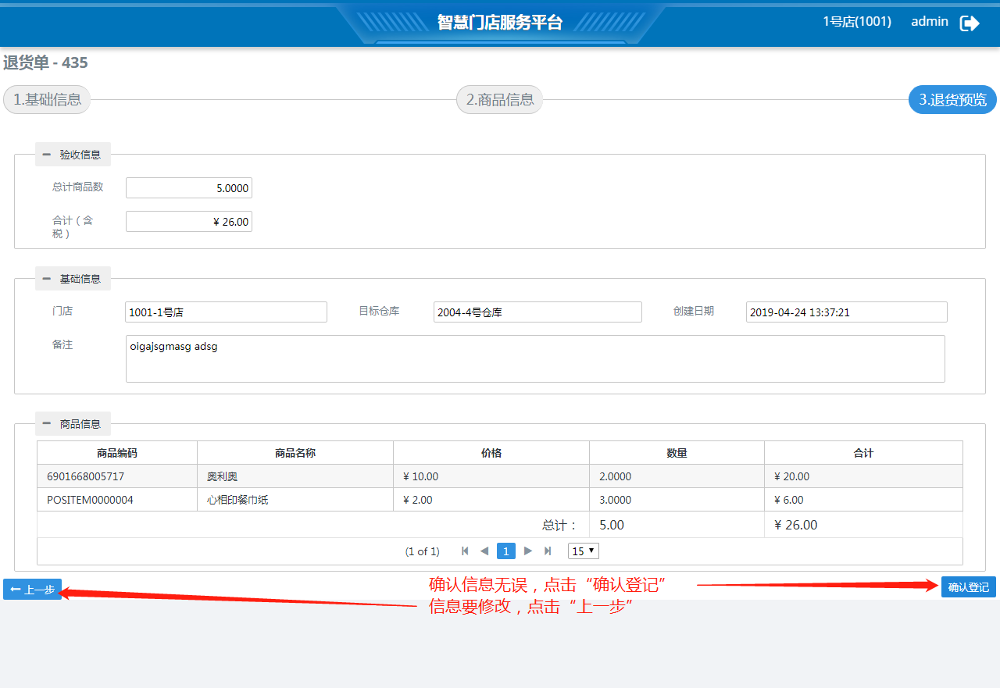 智慧门店服务平台
1号店(1001) admin
退货单 - 435
1.基础信息 2.商品信息 3.退货预览
验收信息
总计商品数 5.0000
合计（含税） ¥ 26.00
基础信息
门店 1001-1号店 目标仓库 2004-4号仓库 创建日期 2019-04-24 13:37:21
备注 oigajsgmasg adsg
商品信息
商品编码 商品名称 价格 数量 合计
6901668005717 奥利奥 ¥ 10.00 2.0000 ¥ 20.00
POSITEM0000004 心相印餐巾纸 ¥ 2.00 3.0000 ¥ 6.00
总计： 5.00 ¥ 26.00
(1 of 1) 1 15
上一步 确认信息无误，点击“确认登记” 确认登记
信息要修改，点击“上一步”